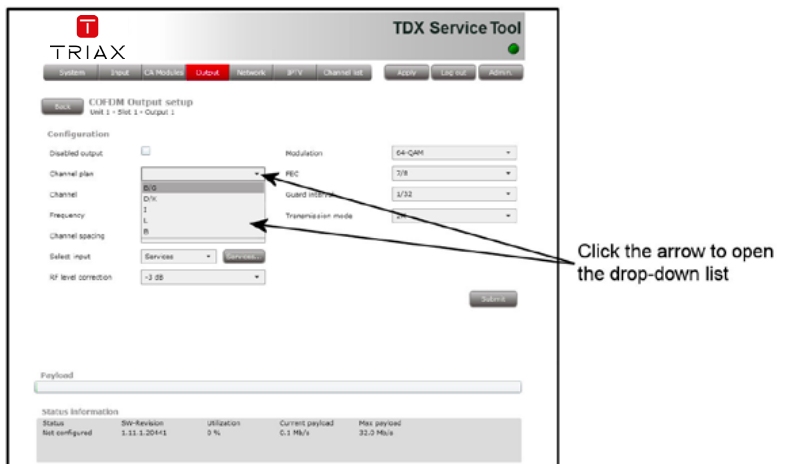 TRIAX
TDX Service Tool
System Input CA Modules Output Network IPTV Channel list Apply Log out Admin.
Back COFDM Output setup
Unit 1 - Slot 1 - Output 1
Configuration
Disabled output Modulation 64-QAM
Channel plan FEC 7/8
B/G
Channel D/K Guard interval 1/32
I
Frequency L Transmission mode
B
Channel spacing
Select input Services Services...
RF level correction -3 dB
Submit
Click the arrow to open
the drop-down list
Payload
Status Information
Status SW-Revision Utilization Current payload Max payload
Not configured 1.11.1.20441 0 % 0.1 Mb/s 32.0 Mb/s